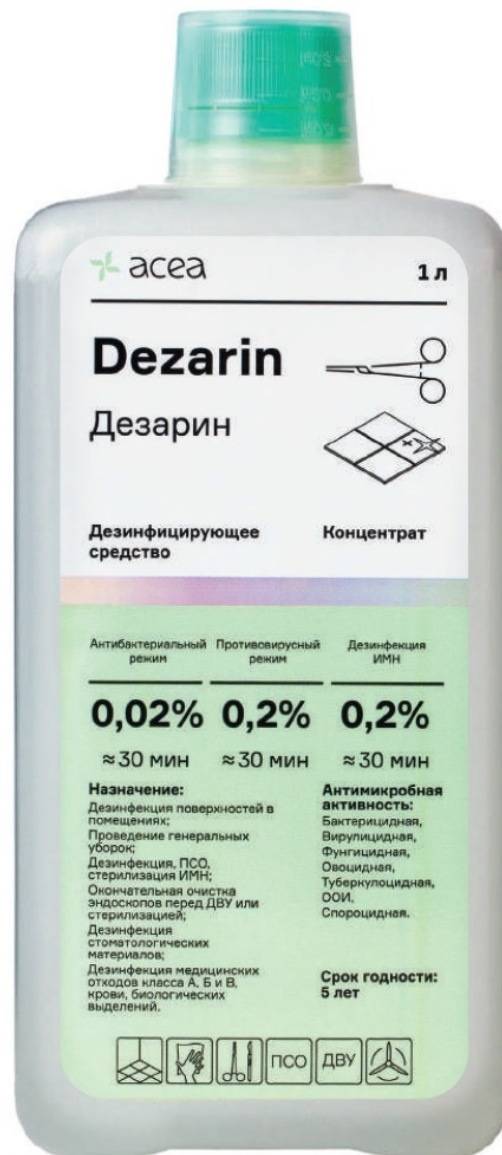 acea
1 л
Dezarin
Дезарин
Дезинфицирующее
средство
Концентрат
Антибактериальный
режим
Противовирусный
режим
Дезинфекция
ИМН
0,02%
0,2%
0,2%
≈30 мин
≈30 мин
≈30 мин
Назначение:
Дезинфекция поверхностей в
помещениях;
Проведение генеральных
уборок;
Дезинфекция, ПСО,
стерилизация ИМН;
Окончательная очистка
эндоскопов перед ДВУ или
стерилизацией;
Дезинфекция
стоматологических
материалов;
Дезинфекция медицинских
отходов класса А, Б и В,
крови, биологических
выделений.
Антимикробная
активность:
Бактерицидная,
Вирулицидная,
Фунгицидная,
Овоцидная,
Туберкулоцидная,
ООИ,
Спороцидная.
Срок годности:
5 лет
ПСО
ДВУ